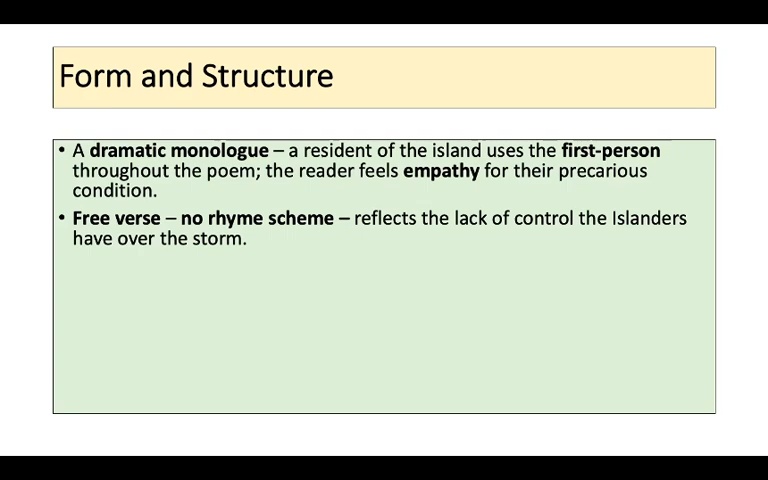 Form and Structure
• A dramatic monologue – a resident of the island uses the first-person
throughout the poem; the reader feels empathy for their precarious
condition.
• Free verse – no rhyme scheme – reflects the lack of control the Islanders
have over the storm.